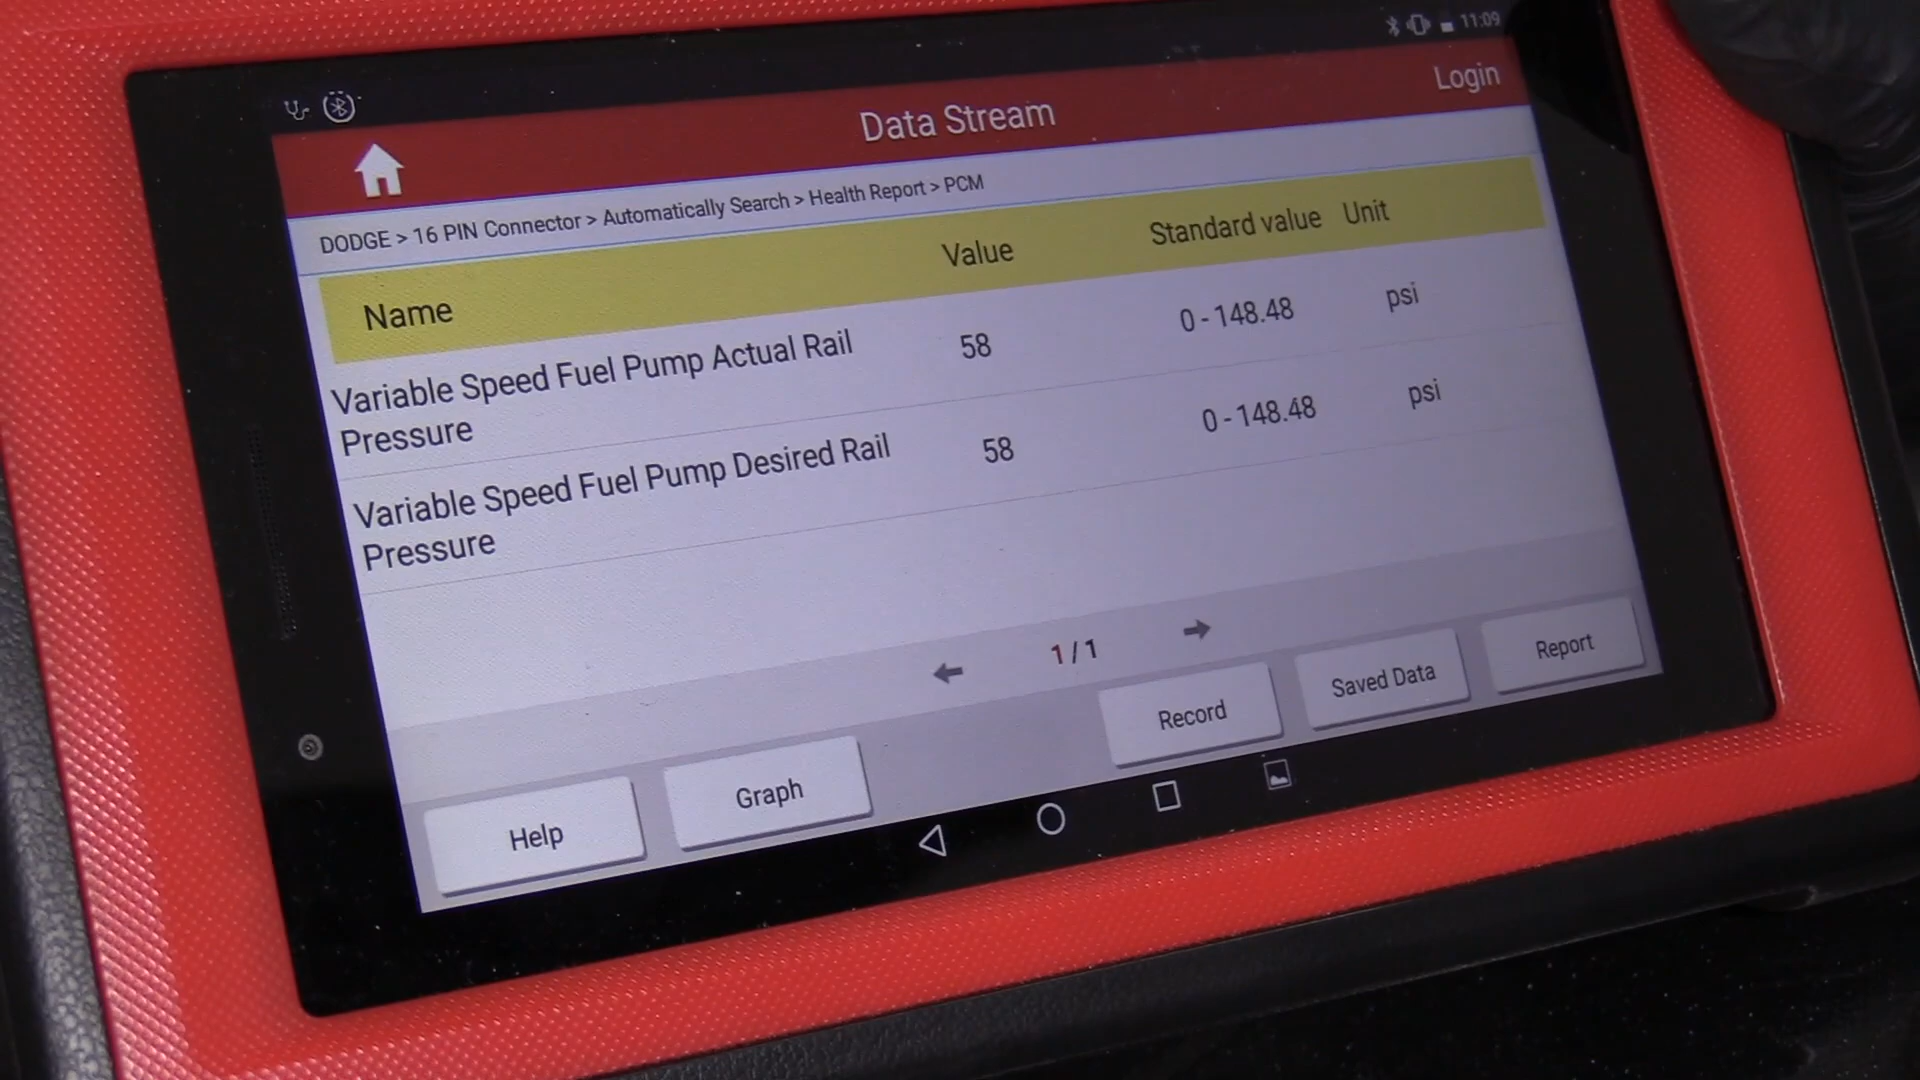 11:09
Data Stream
Login
DODGE > 16 PIN Connector > Automatically Search > Health Report > PCM
Name Value Standard value Unit
Variable Speed Fuel Pump Actual Rail 58 0 - 148.48 psi
Pressure
Variable Speed Fuel Pump Desired Rail 58 0 - 148.48 psi
Pressure
1 / 1
Help Graph Record Saved Data Report